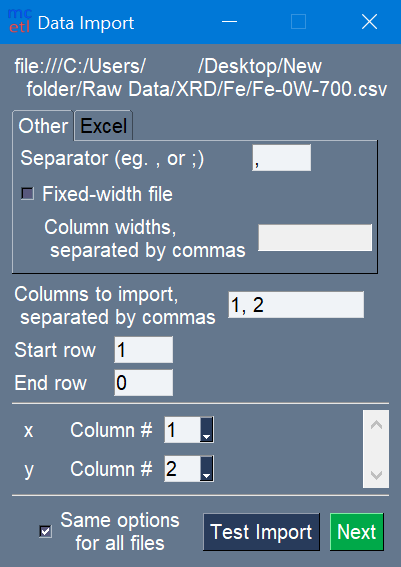 mc
etl
Data Import
file:///C:/Users/ /Desktop/New
folder/Raw Data/XRD/Fe/Fe-0W-700.csv
Other Excel
Separator (eg. , or ;) ,
Fixed-width file
Column widths,
separated by commas
Columns to import,
separated by commas 1, 2
Start row 1
End row 0
x Column # 1
y Column # 2
Same options
for all files
Test Import Next